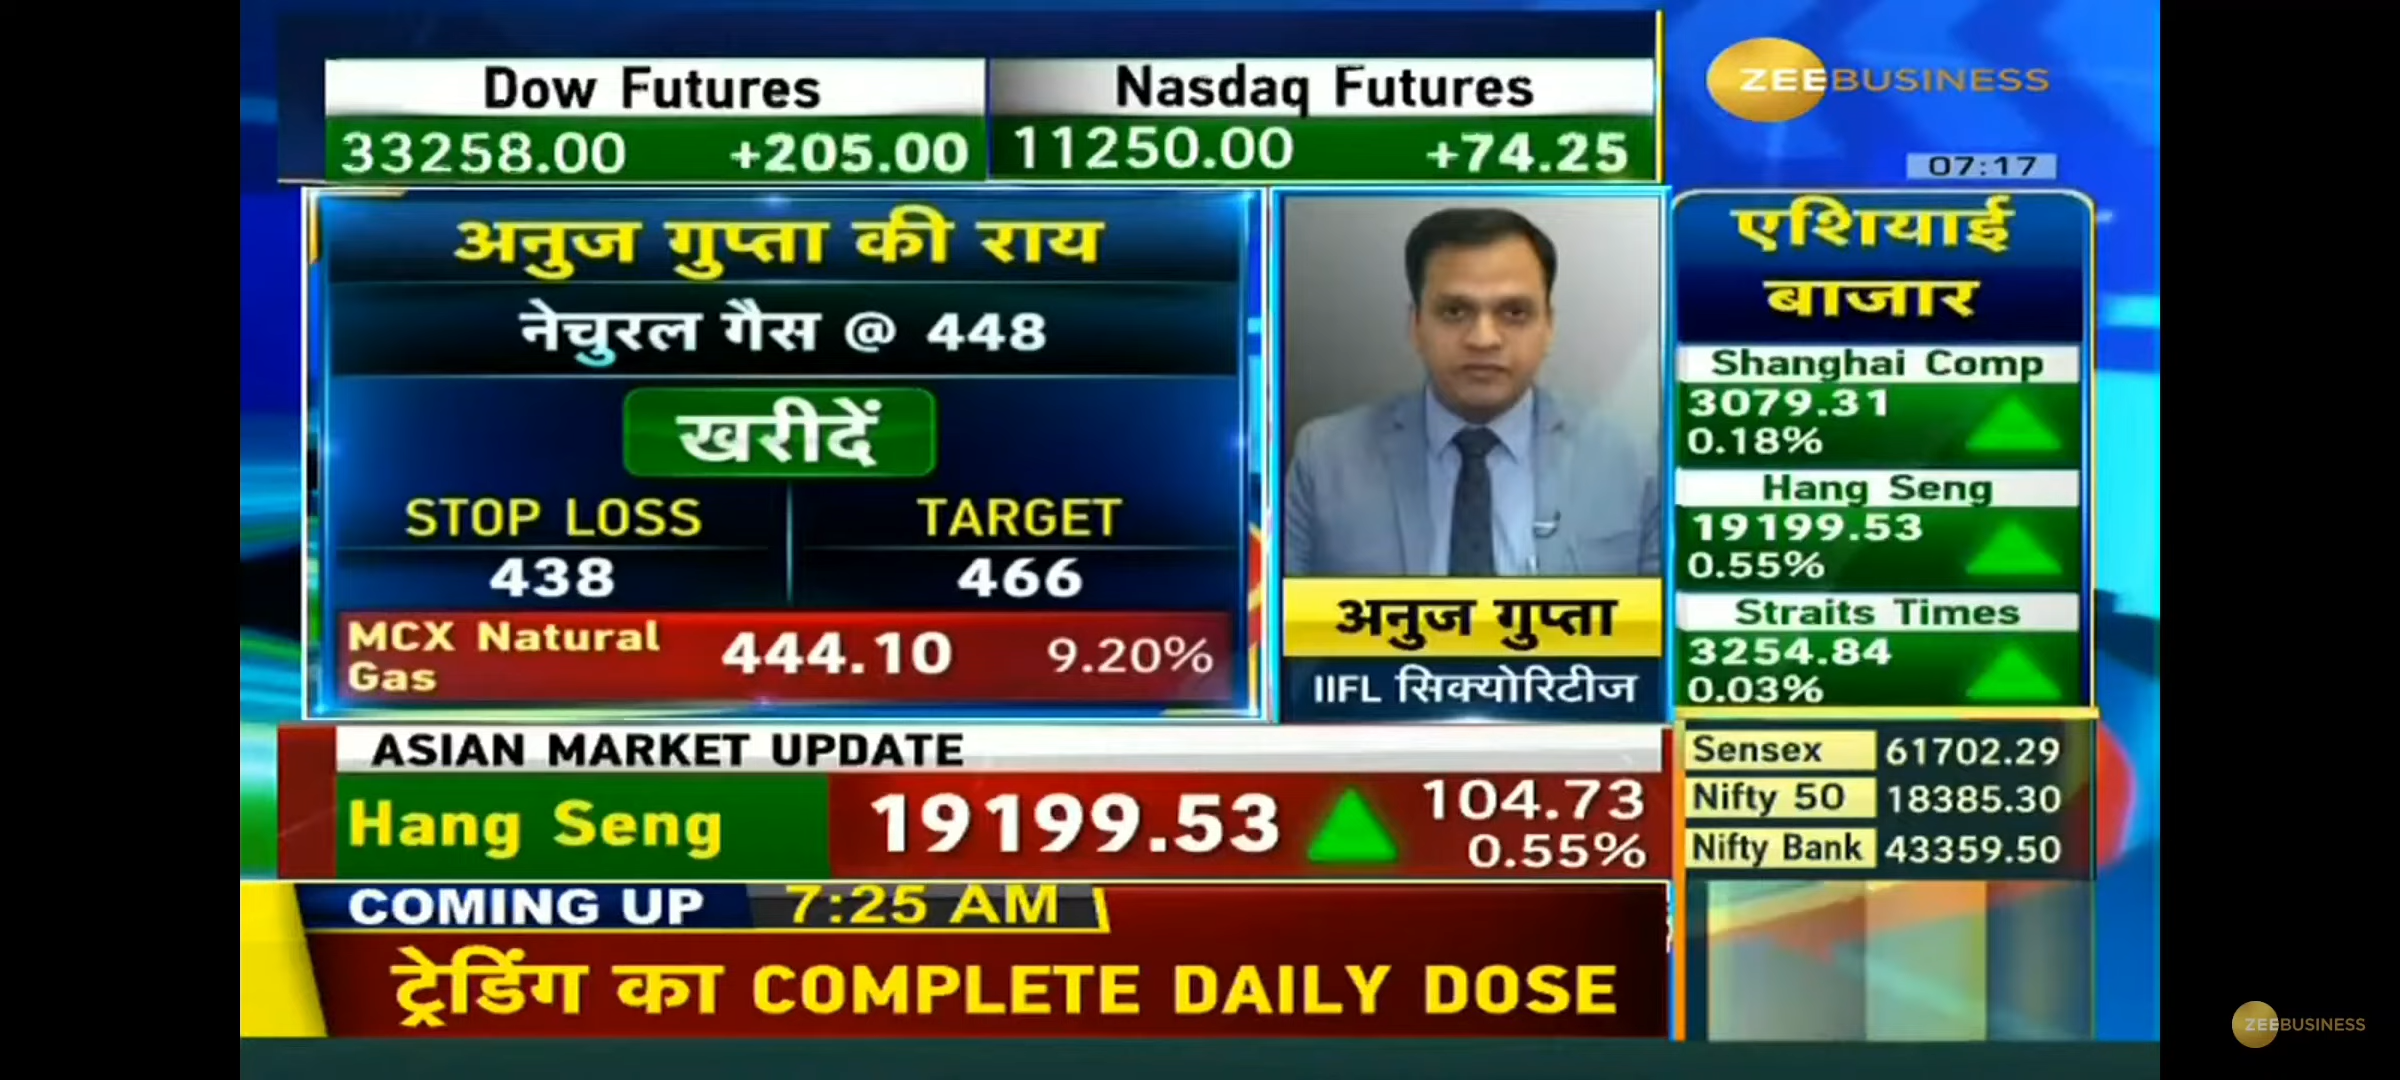 Dow Futures
33258.00 +205.00
Nasdaq Futures
11250.00 +74.25
ZEEBUSINESS
07:17
अनुज गुप्ता की राय
नेचुरल गैस @ 448
खरीदें
STOP LOSS
438
TARGET
466
MCX Natural
Gas
444.10 9.20%
अनुज गुप्ता
IIFL सिक्योरिटीज
एशियाई
बाजार
Shanghai Comp
3079.31
0.18%
Hang Seng
19199.53
0.55%
Straits Times
3254.84
0.03%
ASIAN MARKET UPDATE
Hang Seng 19199.53 104.73
0.55%
Sensex 61702.29
Nifty 50 18385.30
Nifty Bank 43359.50
COMING UP 7:25 AM
ट्रेडिंग का COMPLETE DAILY DOSE
ZEEBUSINESS